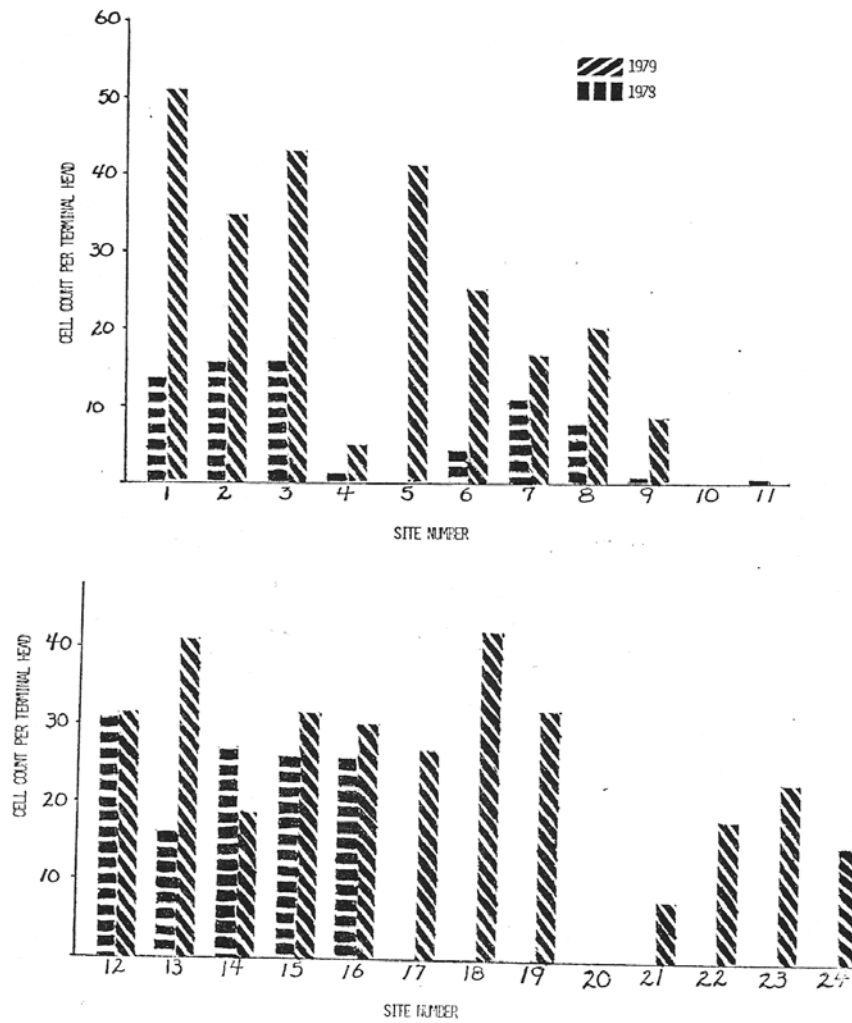 60
50
40
30
20
10
CELL COUNT PER TERMINAL HEAD
1979
1978
1 2 3 4 5 6 7 8 9 10 11
SITE NUMBER
40
30
20
10
CELL COUNT PER TERMINAL HEAD
12 13 14 15 16 17 18 19 20 21 22 23 24
SITE NUMBER